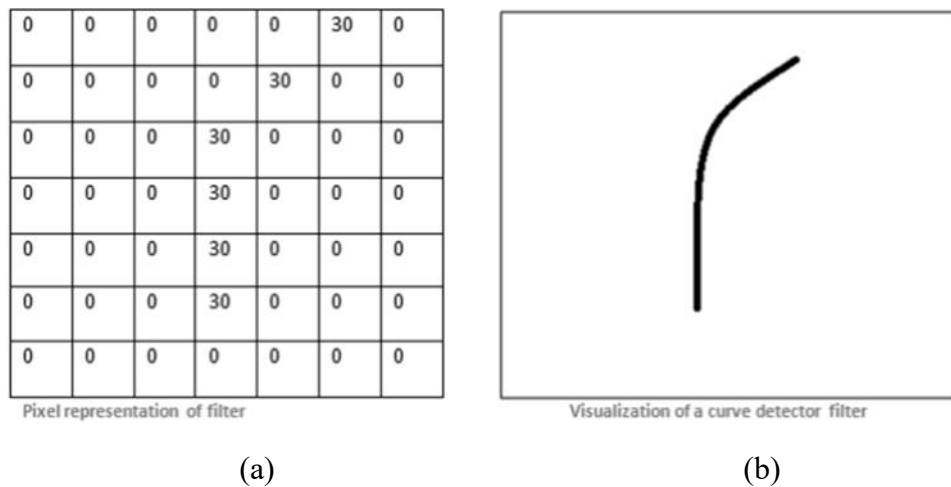 0 0 0 0 0 30 0
0 0 0 0 30 0 0
0 0 0 30 0 0 0
0 0 0 30 0 0 0
0 0 0 30 0 0 0
0 0 0 30 0 0 0
0 0 0 0 0 0 0
Pixel representation of filter
Visualization of a curve detector filter
(a)
(b)